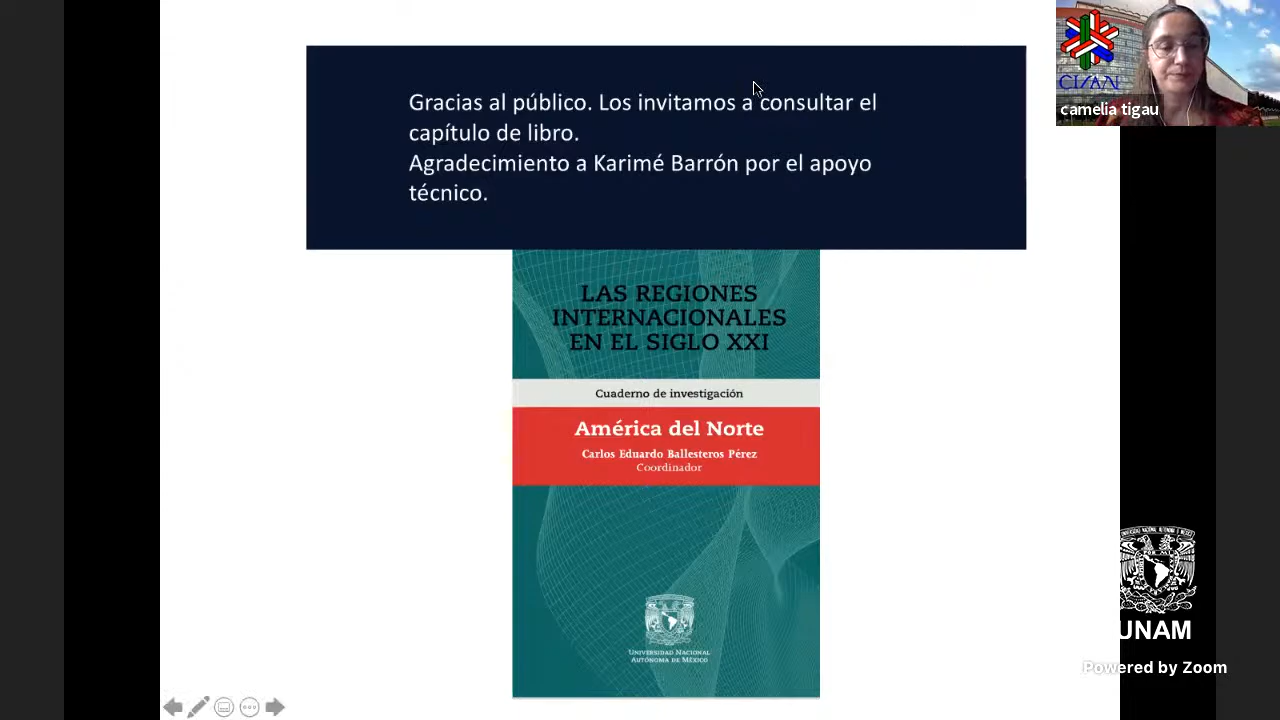 Gracias al público. Los invitamos a consultar el
capítulo de libro.
Agradecimiento a Karimé Barrón por el apoyo
técnico.
LAS REGIONES
INTERNACIONALES
EN EL SIGLO XXI
Cuaderno de investigación
América del Norte
Carlos Eduardo Ballesteros Pérez
Coordinador
UNIVERSIDAD NACIONAL
AUTÓNOMA DE MÉXICO
CISAN
camelia tigau
UNAM
Powered by Zoom